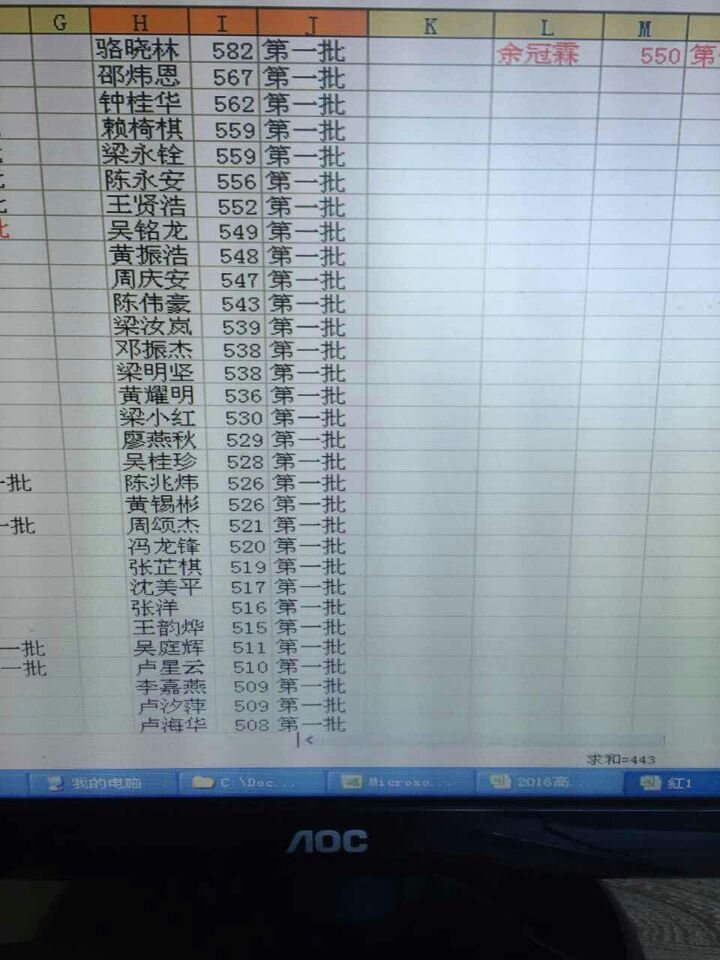 G H I J K L M
骆晓林 582 第一批 余冠霖 550 第
邵炜恩 567 第一批
钟桂华 562 第一批
赖椅棋 559 第一批
梁永铨 559 第一批
陈永安 556 第一批
王贤浩 552 第一批
批 吴铭龙 549 第一批
黄振浩 548 第一批
周庆安 547 第一批
陈伟豪 543 第一批
梁汝岚 539 第一批
邓振杰 538 第一批
梁明坚 538 第一批
黄耀明 536 第一批
梁小红 530 第一批
廖燕秋 529 第一批
吴桂珍 528 第一批
一批 陈兆炜 526 第一批
黄锡彬 526 第一批
一批 周颂杰 521 第一批
冯龙锋 520 第一批
张芷棋 519 第一批
沈美平 517 第一批
张洋 516 第一批
王韵烨 515 第一批
一批 吴庭辉 511 第一批
一批 卢星云 510 第一批
李嘉燕 509 第一批
卢汐萍 509 第一批
卢海华 508 第一批
求和=443
我的电脑 C:\Doc... Microso... 2016高... 红1
AOC